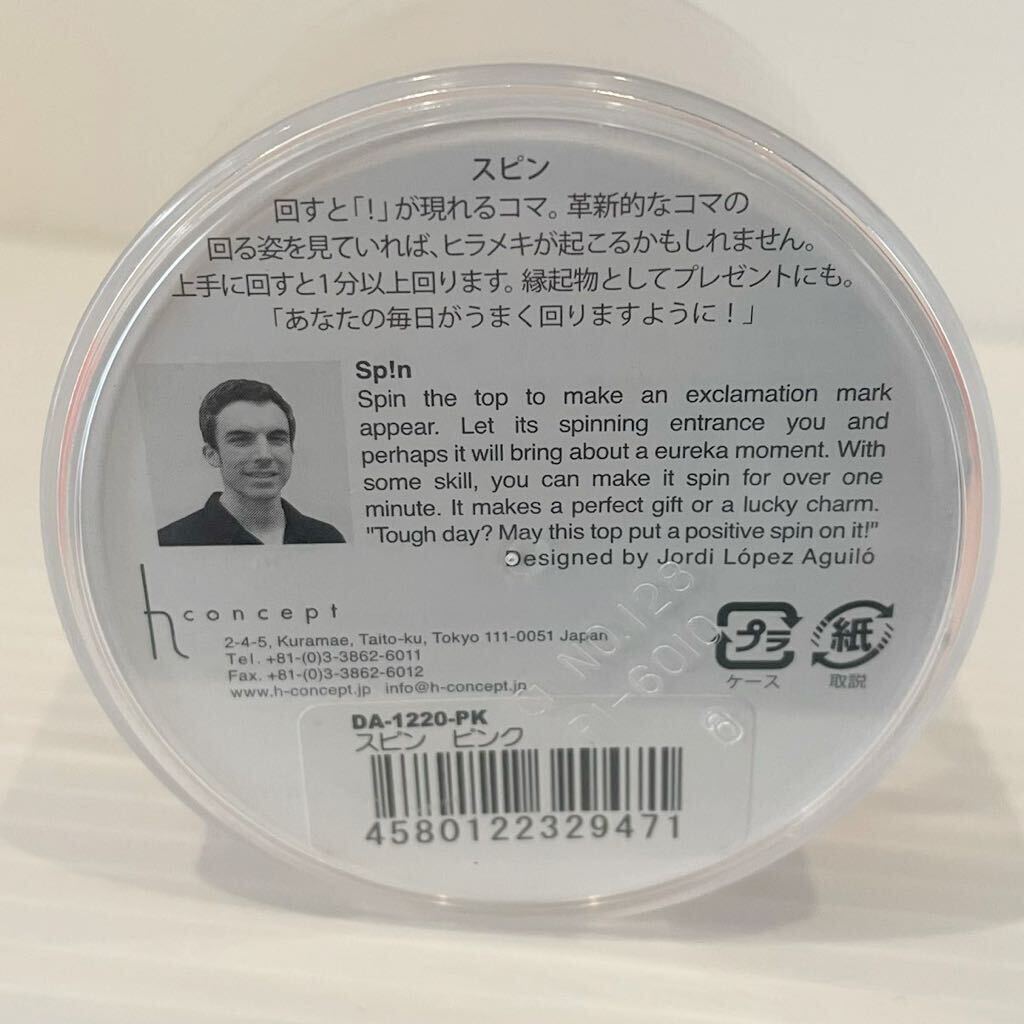 スピン
回すと「!」が現れるコマ。革新的なコマの
回る姿を見ていれば、ヒラメキが起こるかもしれません。
上手に回すと1分以上回ります。縁起物としてプレゼントにも。
「あなたの毎日がうまく回りますように!」
Sp!n
Spin the top to make an exclamation mark
appear. Let its spinning entrance you and
perhaps it will bring about a eureka moment. With
some skill, you can make it spin for over one
minute. It makes a perfect gift or a lucky charm.
"Tough day? May this top put a positive spin on it!"
Designed by Jordi López Aguiló
h concept
2-4-5, Kuramae, Taito-ku, Tokyo 111-0051 Japan
Tel. +81-(0)3-3862-6011
Fax. +81-(0)3-3862-6012
www.h-concept.jp info@h-concept.jp
プラ
ケース
紙
取説
NO.128
8
DA-1220-PK
スピン ピンク
4580122329471